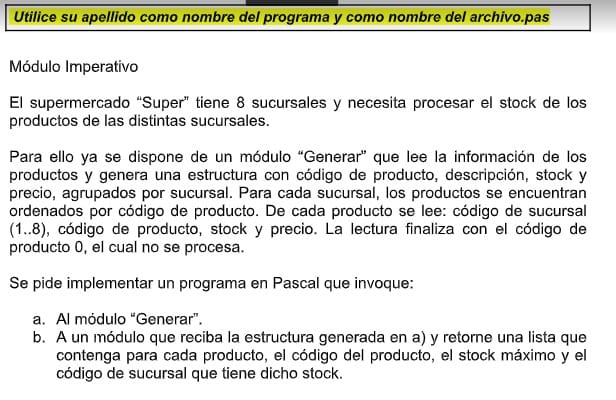 Utilice su apellido como nombre del programa y como nombre del archivo.pas
Módulo Imperativo
El supermercado “Super” tiene 8 sucursales y necesita procesar el stock de los
productos de las distintas sucursales.
Para ello ya se dispone de un módulo “Generar” que lee la información de los
productos y genera una estructura con código de producto, descripción, stock y
precio, agrupados por sucursal. Para cada sucursal, los productos se encuentran
ordenados por código de producto. De cada producto se lee: código de sucursal
(1..8), código de producto, stock y precio. La lectura finaliza con el código de
producto 0, el cual no se procesa.
Se pide implementar un programa en Pascal que invoque:
a. Al módulo “Generar”.
b. A un módulo que reciba la estructura generada en a) y retorne una lista que
contenga para cada producto, el código del producto, el stock máximo y el
código de sucursal que tiene dicho stock.